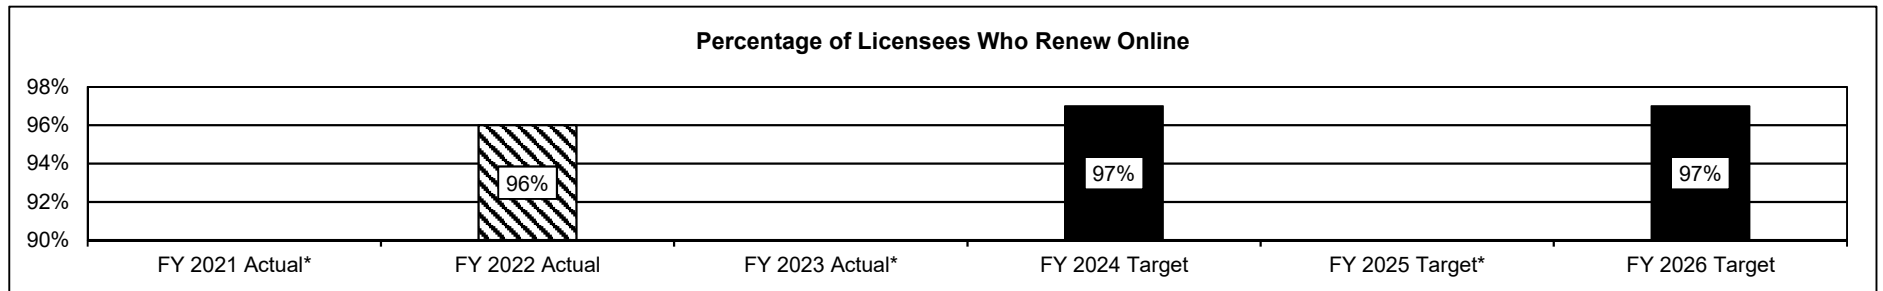 Percentage of Licensees Who Renew Online
98%
96%
94%
92%
90%
96%
97%
97%
FY 2021 Actual*
FY 2022 Actual
FY 2023 Actual*
FY 2024 Target
FY 2025 Target*
FY 2026 Target